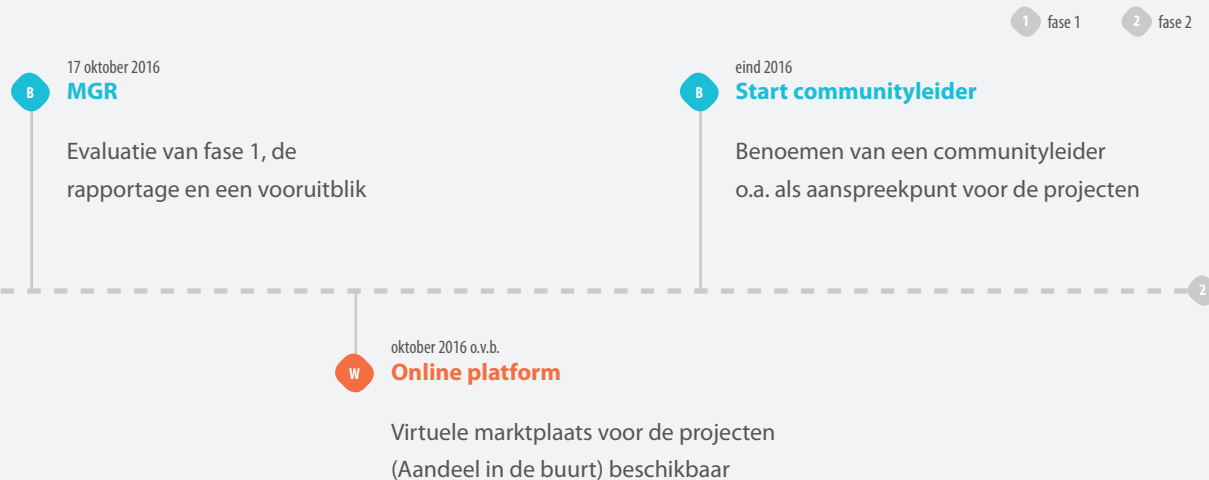 1 fase 1 2 fase 2
17 oktober 2016
B MGR
Evaluatie van fase 1, de
rapportage en een vooruitblik
eind 2016
B Start communityleider
Benoemen van een communityleider
o.a. als aanspreekpunt voor de projecten
2
oktober 2016 o.v.b.
W Online platform
Virtuele marktplaats voor de projecten
(Aandeel in de buurt) beschikbaar